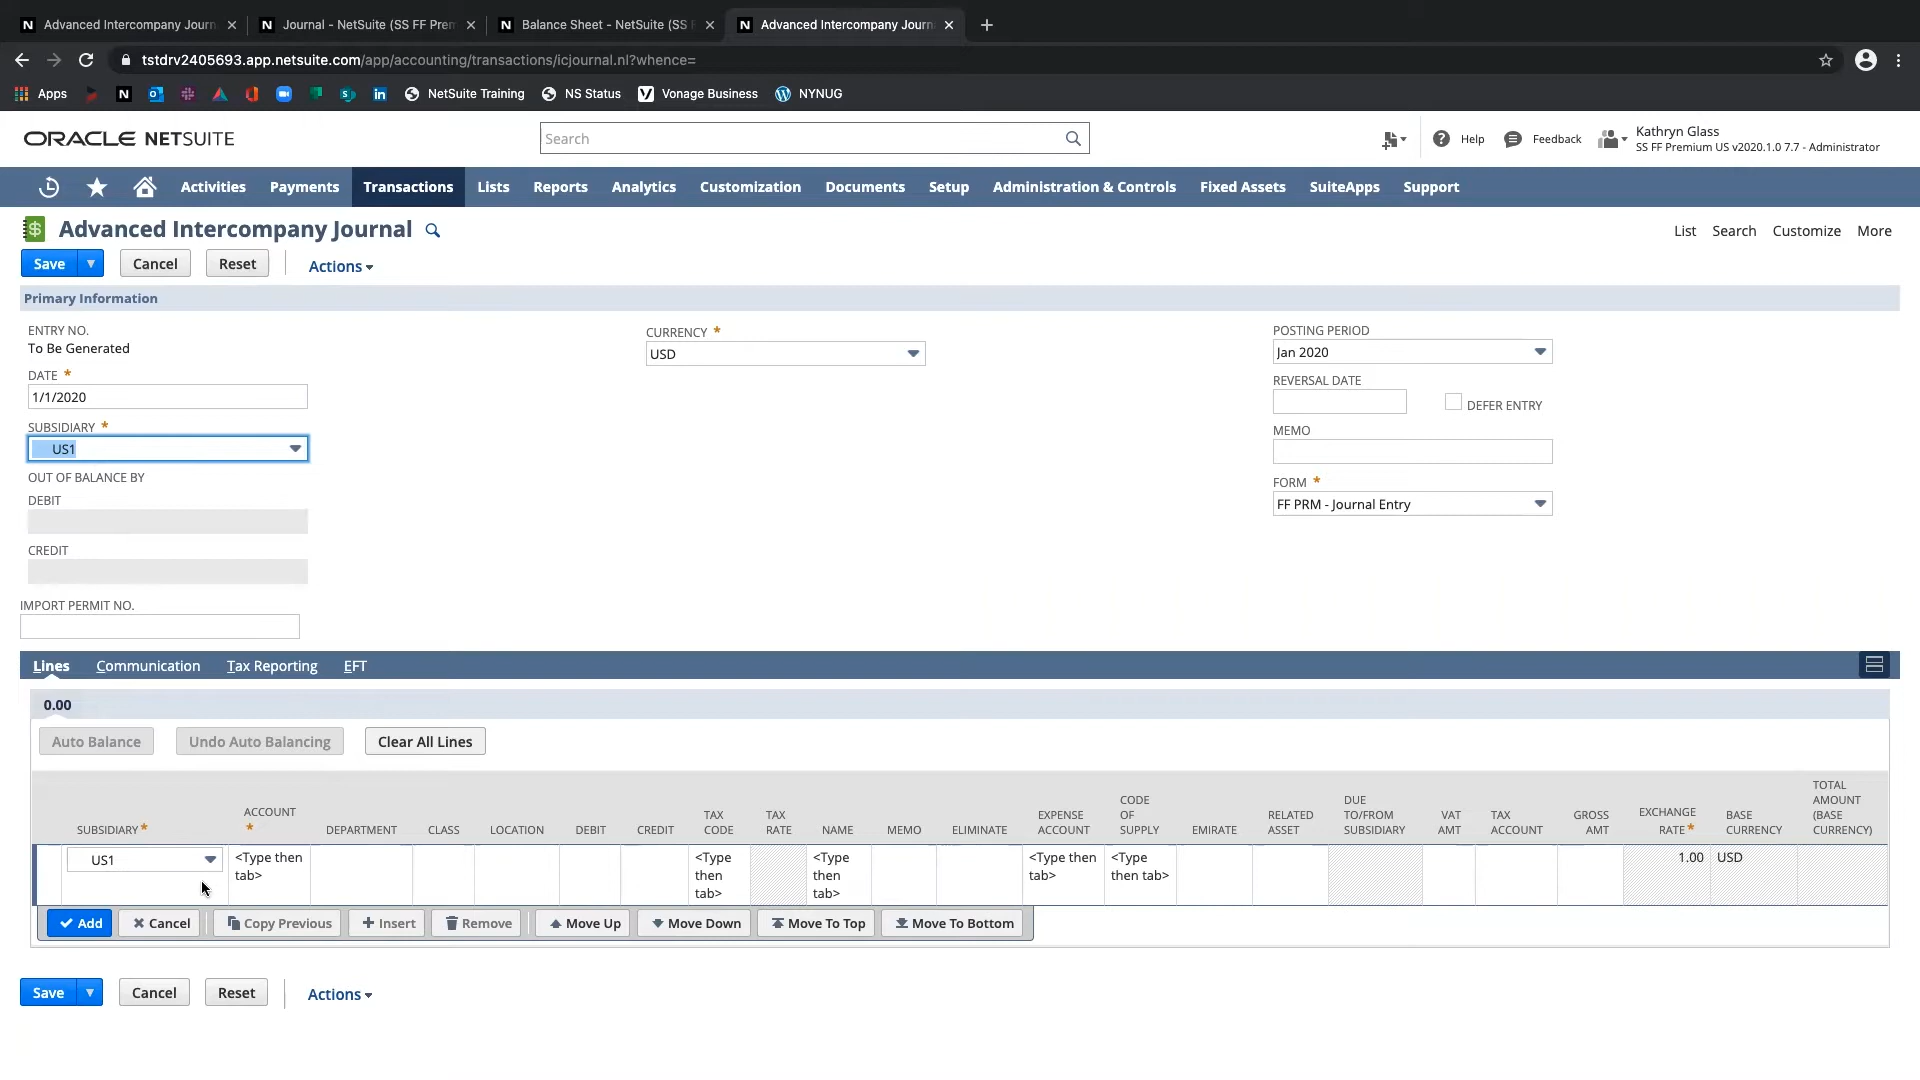 Advanced Intercompany Journ
Journal - NetSuite (SS FF Prem
Balance Sheet - NetSuite (SS F
Advanced Intercompany Journ
tstdrv2405693.app.netsuite.com/app/accounting/transactions/icjournal.nl?whence=
Apps
NetSuite Training
NS Status
Vonage Business
NYNUG
ORACLE NETSUITE
Search
Help
Feedback
Kathryn Glass
SS FF Premium US v2020.1.0 7.7 - Administrator
Activities Payments Transactions Lists Reports Analytics Customization Documents Setup Administration & Controls Fixed Assets SuiteApps Support
Advanced Intercompany Journal
List Search Customize More
Save Cancel Reset Actions
Primary Information
ENTRY NO.
To Be Generated
DATE *
1/1/2020
SUBSIDIARY *
US1
OUT OF BALANCE BY
DEBIT
CREDIT
IMPORT PERMIT NO.
CURRENCY *
USD
POSTING PERIOD
Jan 2020
REVERSAL DATE
DEFER ENTRY
MEMO
FORM *
FF PRM - Journal Entry
Lines Communication Tax Reporting EFT
0.00
Auto Balance Undo Auto Balancing Clear All Lines
SUBSIDIARY *
ACCOUNT
*
DEPARTMENT
CLASS
LOCATION
DEBIT
CREDIT
TAX
CODE
TAX
RATE
NAME
MEMO
ELIMINATE
EXPENSE
ACCOUNT
CODE
OF
SUPPLY
EMIRATE
RELATED
ASSET
DUE
TO/FROM
SUBSIDIARY
VAT
AMT
TAX
ACCOUNT
GROSS
AMT
EXCHANGE
RATE *
BASE
CURRENCY
TOTAL
AMOUNT
(BASE
CURRENCY)
US1
<Type then
tab>
<Type
then
tab>
<Type
then
tab>
<Type then
tab>
<Type
then tab>
1.00
USD
Add Cancel Copy Previous Insert Remove Move Up Move Down Move To Top Move To Bottom
Save Cancel Reset Actions